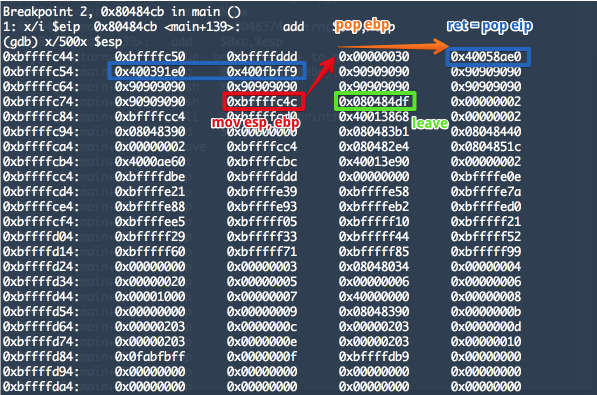 Breakpoint 2, 0x80484cb in main ()
pop ebp
ret = pop eip
1: x/i $eip 0x80484cb <main+139>: add
(gdb) x/500x $esp
0xbffffc44: 0xbffffc50 0xbffffddd 0x00000030 0x40058ae0
0xbffffc54: 0x400391e0 0x400fbff9 0x90909090 0x90909090
0xbffffc64: 0x90909090 0x90909090 0x90909090 0x90909090
0xbffffc74: 0x90909090 0xbffffc4c 0x080484df 0x00000002
mov esp, ebp
leave
0xbffffc84: 0xbffffcc4 0xbffffcd0 0x40013868 0x00000002
0xbffffc94: 0x08048390 0x00000000 0x080483b1 0x08048440
0xbffffca4: 0x00000002 0xbffffcc4 0x080482e4 0x0804851c
0xbffffcb4: 0x4000ae60 0xbffffcbc 0x40013e90 0x00000002
0xbffffcc4: 0xbffffdbe 0xbffffddd 0x00000000 0xbffffe0e
0xbffffcd4: 0xbffffe21 0xbffffe39 0xbffffe58 0xbffffe7a
0xbffffce4: 0xbffffe88 0xbffffe93 0xbffffeb2 0xbffffed0
0xbffffcf4: 0xbffffee5 0xbfffff05 0xbfffff10 0xbfffff21
0xbffffd04: 0xbfffff29 0xbfffff33 0xbfffff44 0xbfffff52
0xbffffd14: 0xbfffff60 0xbfffff71 0xbfffff85 0xbfffff99
0xbffffd24: 0x00000000 0x00000003 0x08048034 0x00000004
0xbffffd34: 0x00000020 0x00000005 0x00000006 0x00000006
0xbffffd44: 0x00001000 0x00000007 0x40000000 0x00000008
0xbffffd54: 0x00000000 0x00000009 0x08048390 0x0000000b
0xbffffd64: 0x00000203 0x0000000c 0x00000203 0x0000000d
0xbffffd74: 0x00000203 0x0000000e 0x00000203 0x00000010
0xbffffd84: 0x0fabfbff 0x0000000f 0xbffffdb9 0x00000000
0xbffffd94: 0x00000000 0x00000000 0x00000000 0x00000000
0xbffffda4: 0x00000000 0x00000000 0x00000000 0x00000000